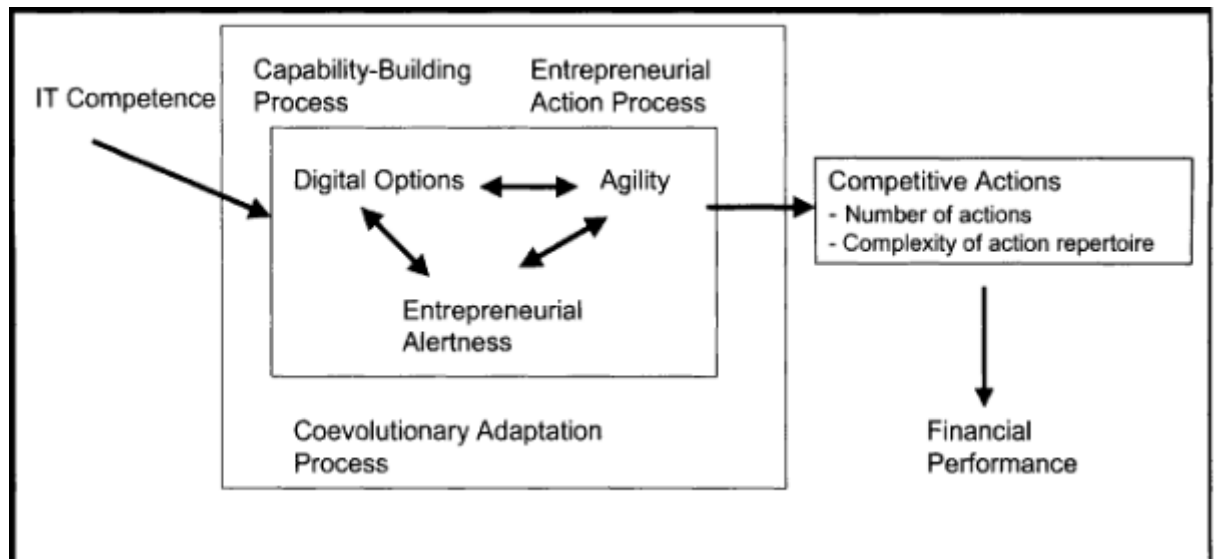 IT Competence
Capability-Building
Process
Entrepreneurial
Action Process
Digital Options
Agility
Entrepreneurial
Alertness
Coevolutionary Adaptation
Process
Competitive Actions
- Number of actions
- Complexity of action repertoire
Financial
Performance